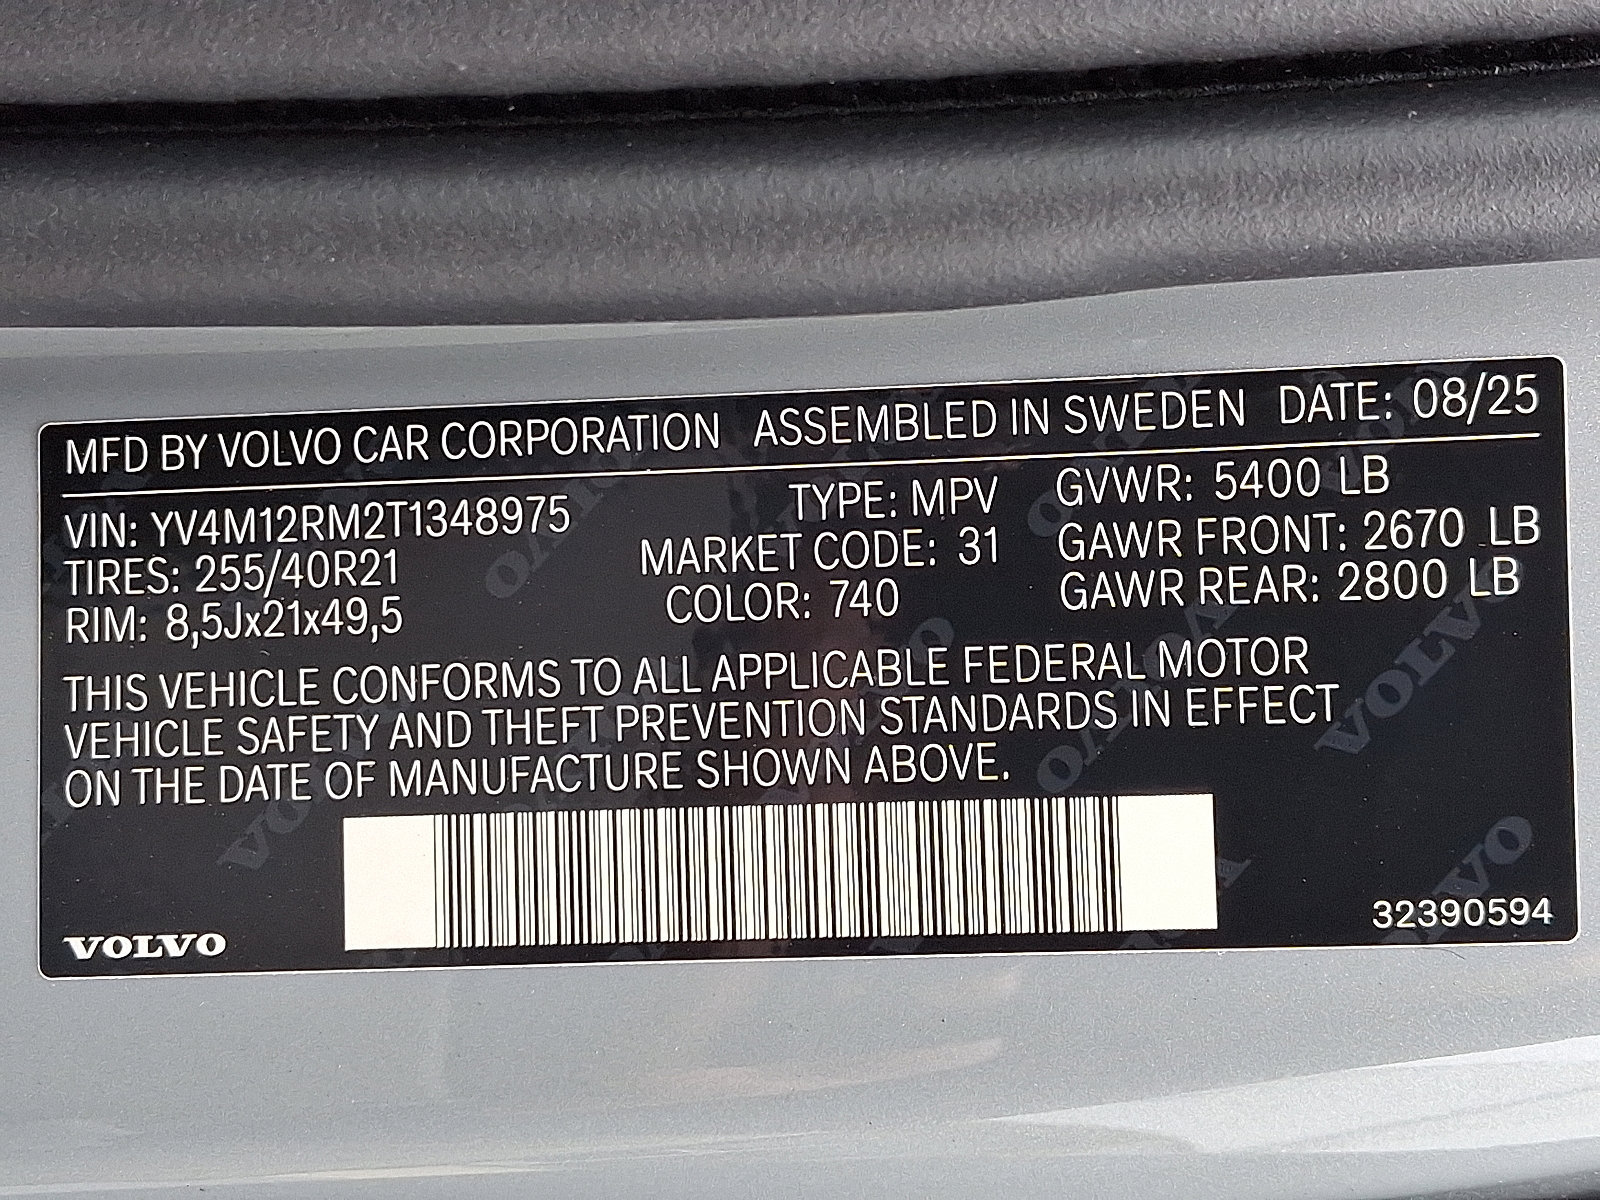 MFD BY VOLVO CAR CORPORATION ASSEMBLED IN SWEDEN DATE: 08/25
VIN: YV4M12RM2T1348975 TYPE: MPV GVWR: 5400 LB
TIRES: 255/40R21 MARKET CODE: 31 GAWR FRONT: 2670 LB
RIM: 8,5Jx21x49,5 COLOR: 740 GAWR REAR: 2800 LB
THIS VEHICLE CONFORMS TO ALL APPLICABLE FEDERAL MOTOR
VEHICLE SAFETY AND THEFT PREVENTION STANDARDS IN EFFECT
ON THE DATE OF MANUFACTURE SHOWN ABOVE.
VOLVO 32390594